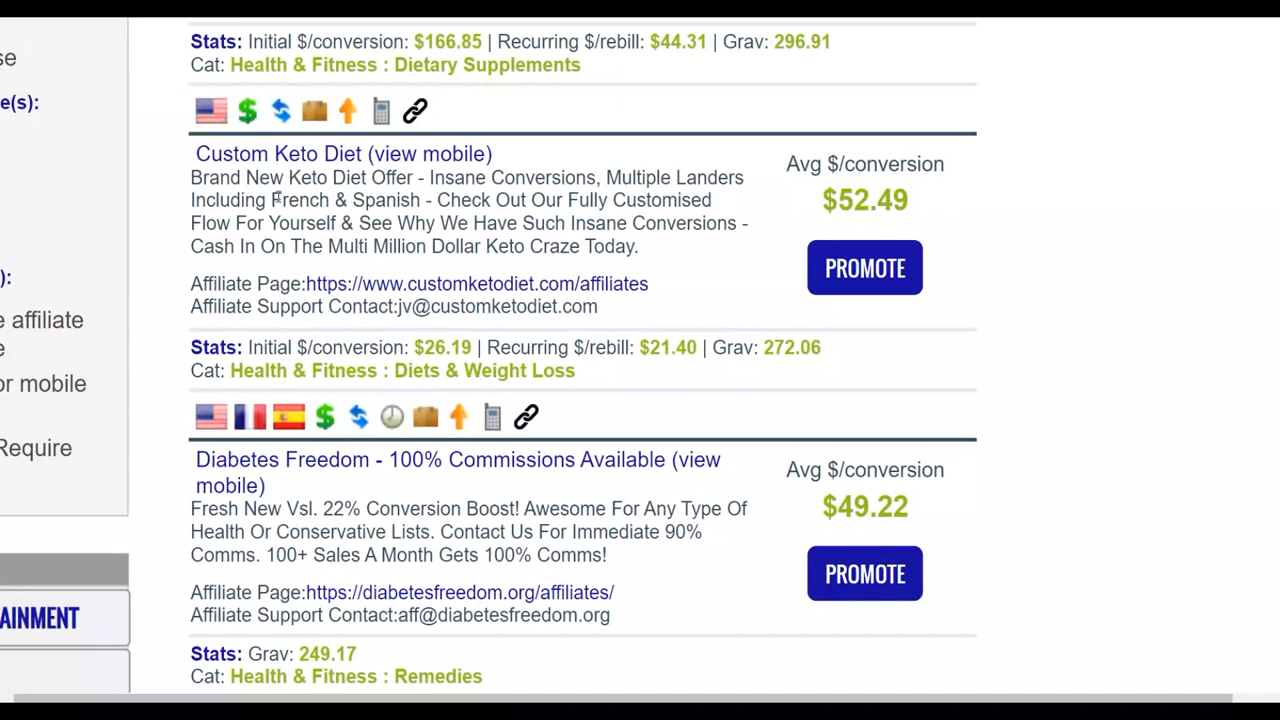 Stats: Initial $/conversion: $166.85 | Recurring $/rebill: $44.31 | Grav: 296.91
se
Cat: Health & Fitness : Dietary Supplements
e(s):
Custom Keto Diet (view mobile)
Avg $/conversion
Brand New Keto Diet Offer - Insane Conversions, Multiple Landers
Including French & Spanish - Check Out Our Fully Customised
$52.49
Flow For Yourself & See Why We Have Such Insane Conversions -
Cash In On The Multi Million Dollar Keto Craze Today.
PROMOTE
):
Affiliate Page:https://www.customketodiet.com/affiliates
Affiliate Support Contact:jv@customketodiet.com
e affiliate
e
Stats: Initial $/conversion: $26.19 | Recurring $/rebill: $21.40 | Grav: 272.06
Cat: Health & Fitness : Diets & Weight Loss
or mobile
Require
Diabetes Freedom - 100% Commissions Available (view
mobile)
Avg $/conversion
Fresh New Vsl. 22% Conversion Boost! Awesome For Any Type Of
$49.22
Health Or Conservative Lists. Contact Us For Immediate 90%
Comms. 100+ Sales A Month Gets 100% Comms!
PROMOTE
Affiliate Page:https://diabetesfreedom.org/affiliates/
Affiliate Support Contact:aff@diabetesfreedom.org
AINMENT
Stats: Grav: 249.17
Cat: Health & Fitness : Remedies